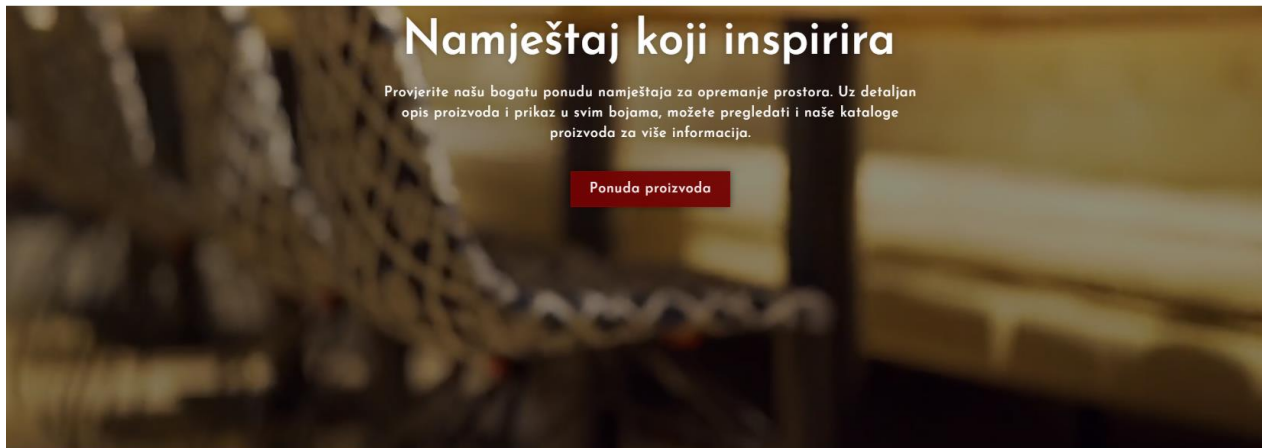 Namještaj koji inspirira
Provjerite našu bogatu ponudu namještaja za opremanje prostora. Uz detaljan
opis proizvoda i prikaz u svim bojama, možete pregledati i naše kataloge
proizvoda za više informacija.
Ponuda proizvoda